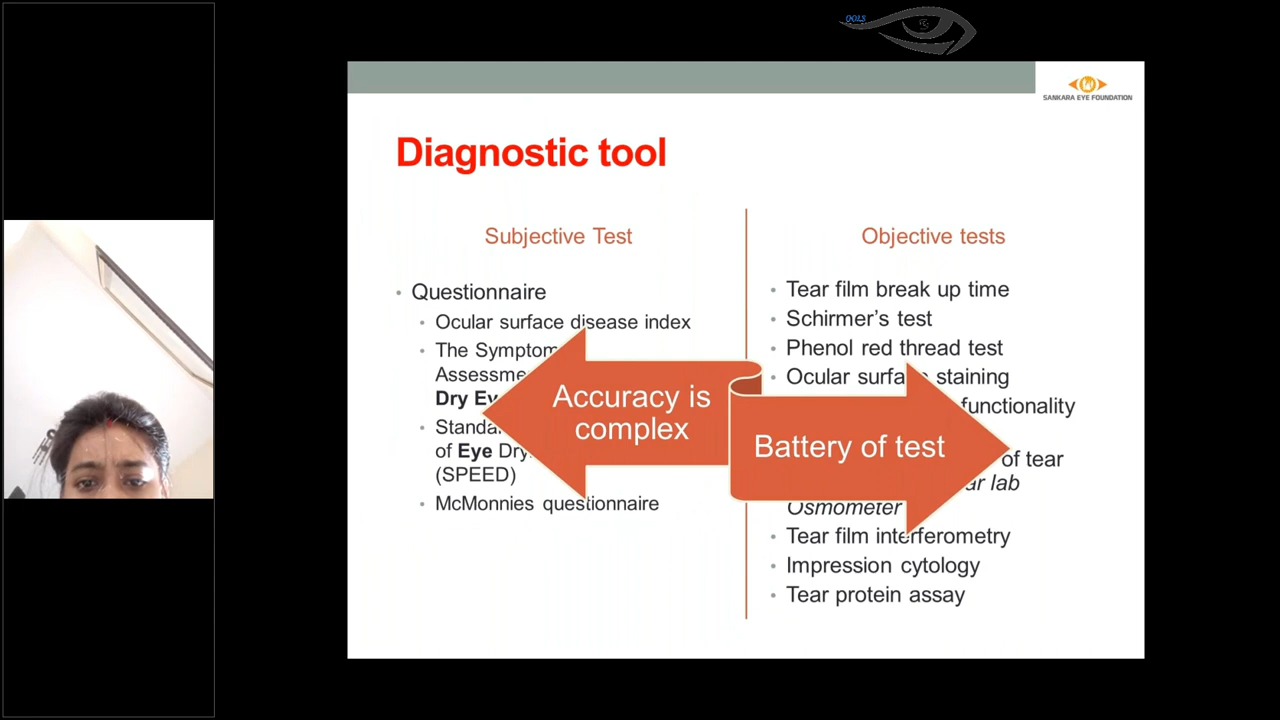 QOLS
SANKARA EYE FOUNDATION
Diagnostic tool
Subjective Test
• Questionnaire
• Ocular surface disease index
• The Symptom
Assessme
Dry Ey
• Standa
of Eye Dry
(SPEED)
• McMonnies questionnaire
Accuracy is
complex
Battery of test
Objective tests
• Tear film break up time
• Schirmer's test
• Phenol red thread test
• Ocular surface staining
functionality
of tear
lab
Osmometer
• Tear film interferometry
• Impression cytology
• Tear protein assay